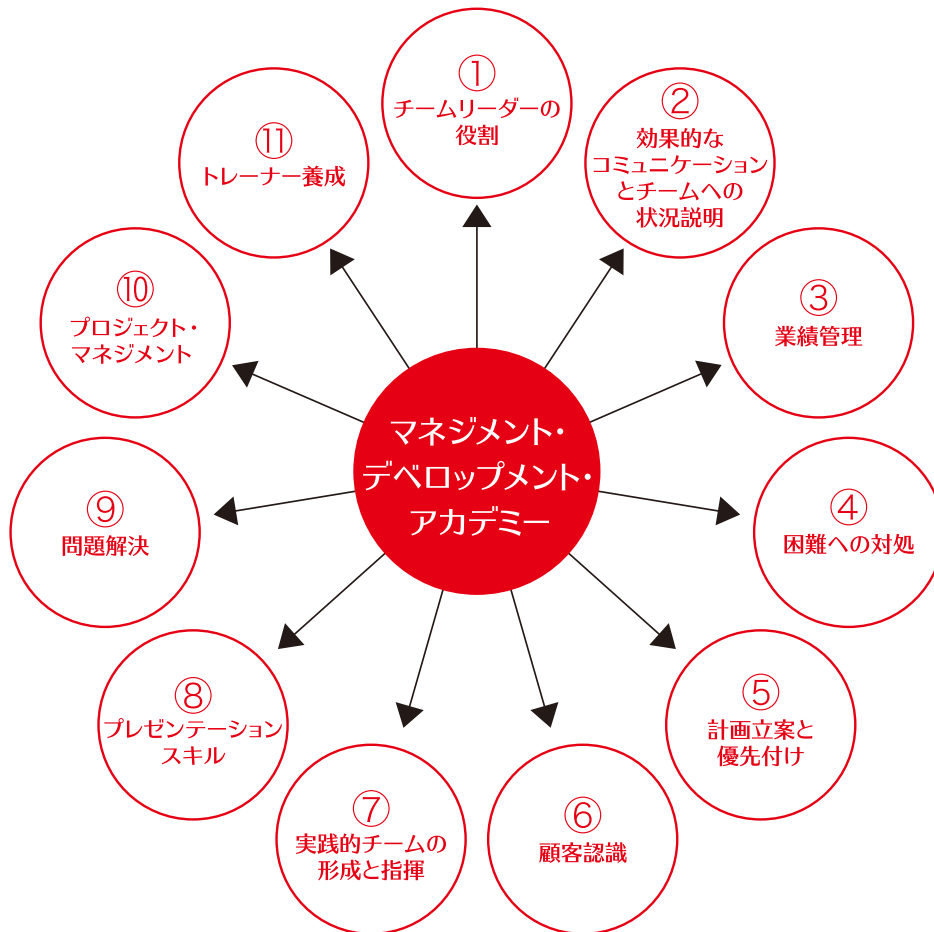 マネジメント・
デベロップメント・
アカデミー
①
チームリーダーの
役割
②
効果的な
コミュニケーション
とチームへの
状況説明
③
業績管理
④
困難への対処
⑤
計画立案と
優先付け
⑥
顧客認識
⑦
実践的チームの
形成と指揮
⑧
プレゼンテーション
スキル
⑨
問題解決
⑩
プロジェクト・
マネジメント
⑪
トレーナー養成